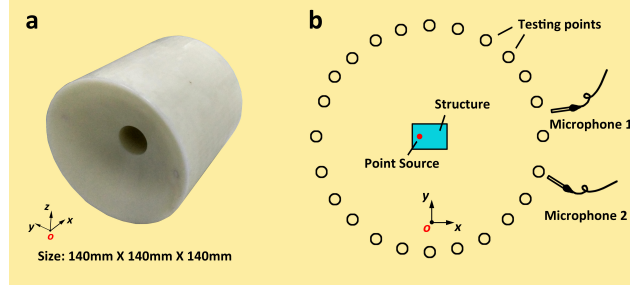 a
z
y
x
o
Size: 140mm X 140mm X 140mm
b
Testing points
Structure
Microphone 1
Point Source
y
x
o
Microphone 2